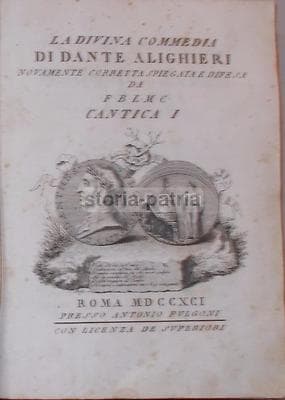 LA DIVINA COMMEDIA
DI DANTE ALIGHIERI
NOVAMENTE CORRETTA SPIEGATA E DIFESA
DA
F B L M C
CANTICA I
istoria-patria
ROMA MDCCXCI
PRESSO ANTONIO FULGONI
CON LICENZA DE SUPERIORI